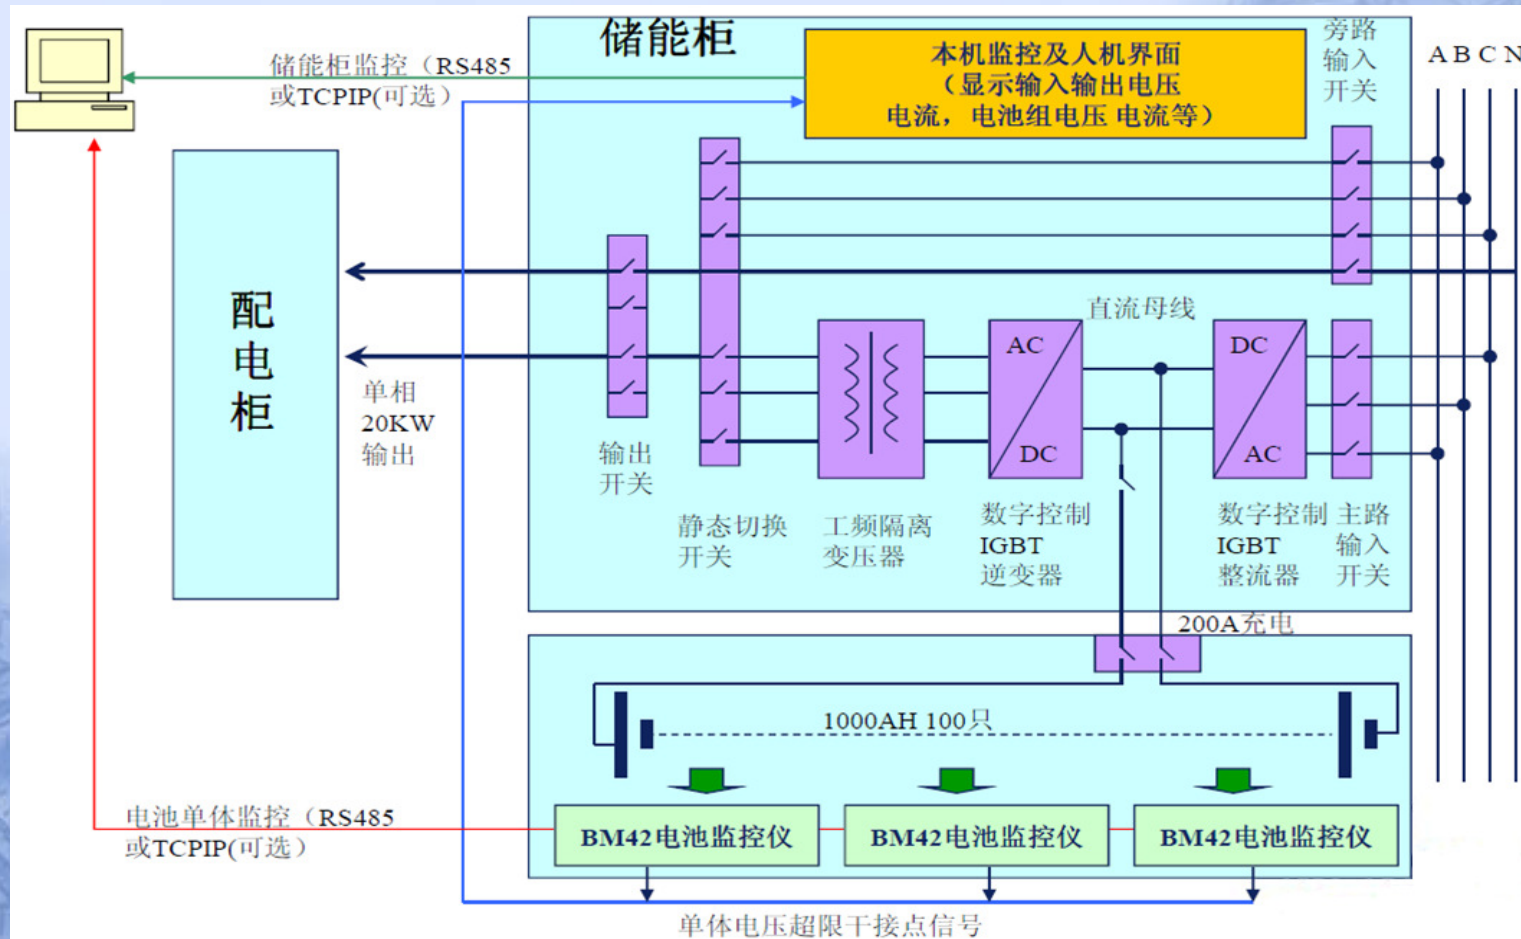 储能柜
旁路
输入
开关
A B C N
储能柜监控（RS485
或TCPIP(可选）
本机监控及人机界面
（显示输入输出电压
电流，电池组电压 电流等）
配
电
柜
单相
20KW
输出
输出
开关
静态切换
开关
工频隔离
变压器
AC
DC
数字控制
IGBT
逆变器
直流母线
DC
AC
数字控制
IGBT
整流器
主路
输入
开关
200A充电
1000AH 100只
电池单体监控（RS485
或TCPIP(可选）
BM42电池监控仪
BM42电池监控仪
BM42电池监控仪
单体电压超限干接点信号